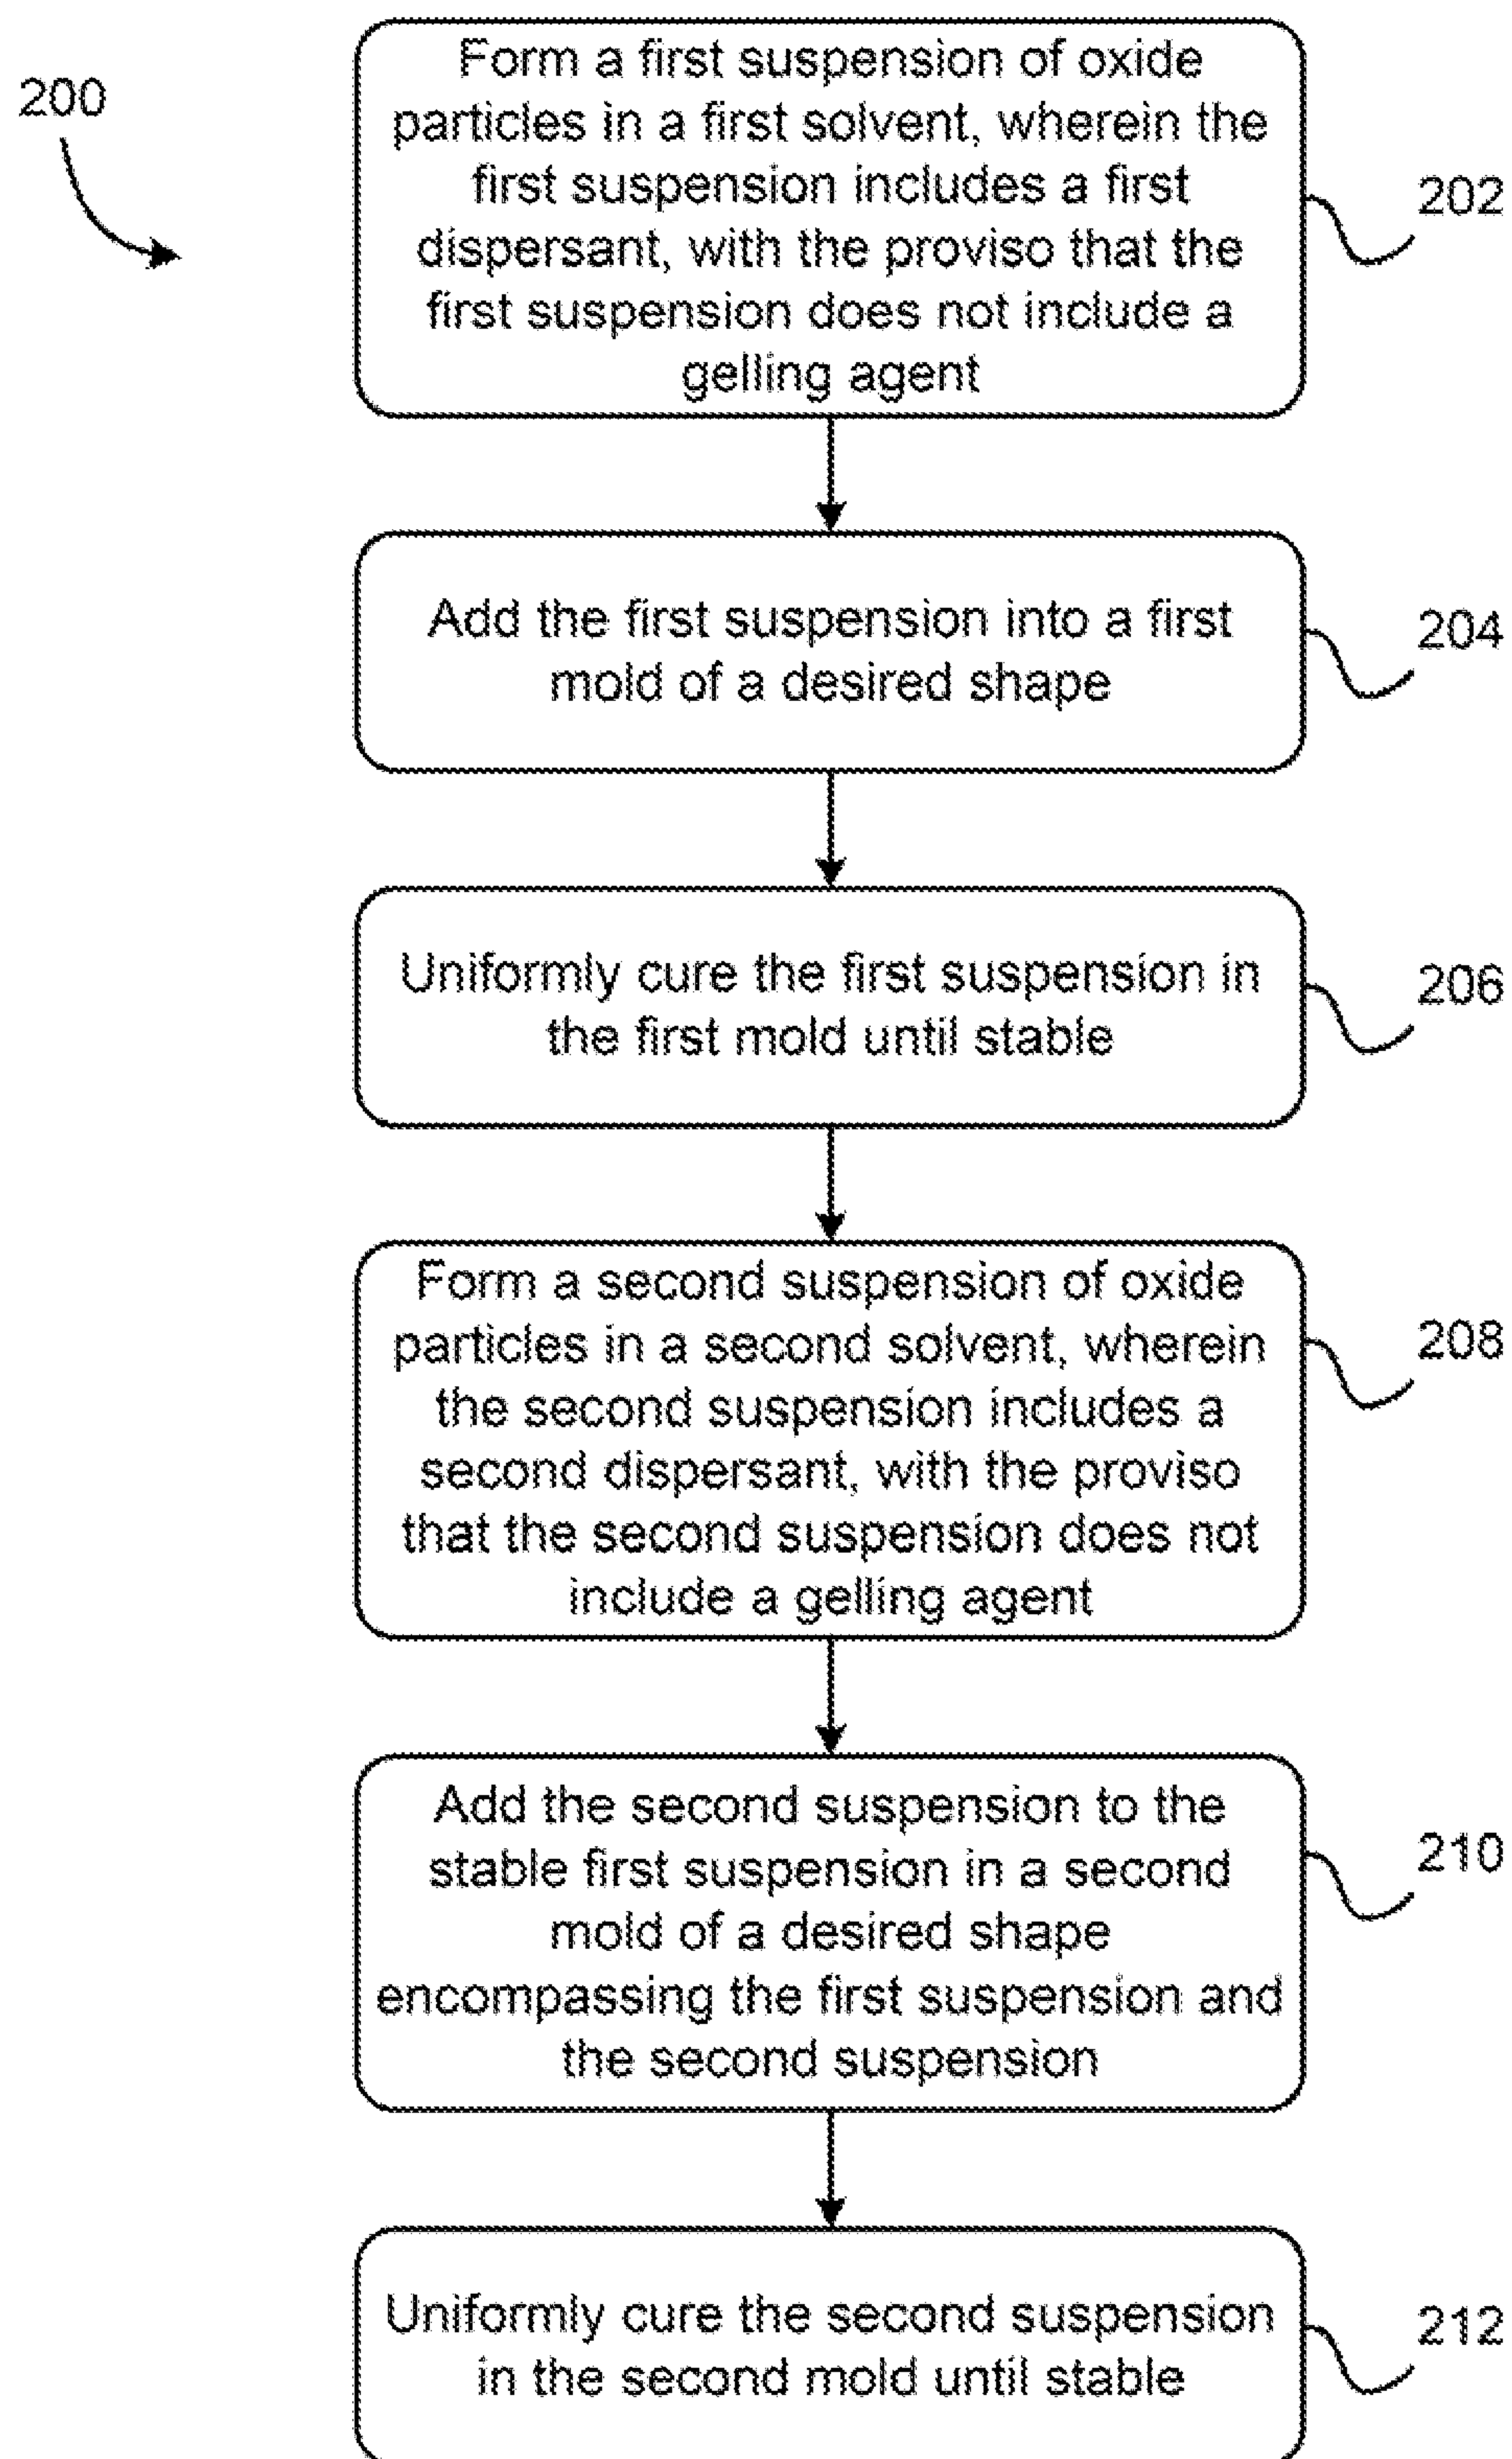 200
Form a first suspension of oxide
particles in a first solvent, wherein the
first suspension includes a first
dispersant, with the proviso that the
first suspension does not include a
gelling agent
202
Add the first suspension into a first
mold of a desired shape
204
Uniformly cure the first suspension in
the first mold until stable
206
Form a second suspension of oxide
particles in a second solvent, wherein
the second suspension includes a
second dispersant, with the proviso
that the second suspension does not
include a gelling agent
208
Add the second suspension to the
stable first suspension in a second
mold of a desired shape
encompassing the first suspension and
the second suspension
210
Uniformly cure the second suspension
in the second mold until stable
212